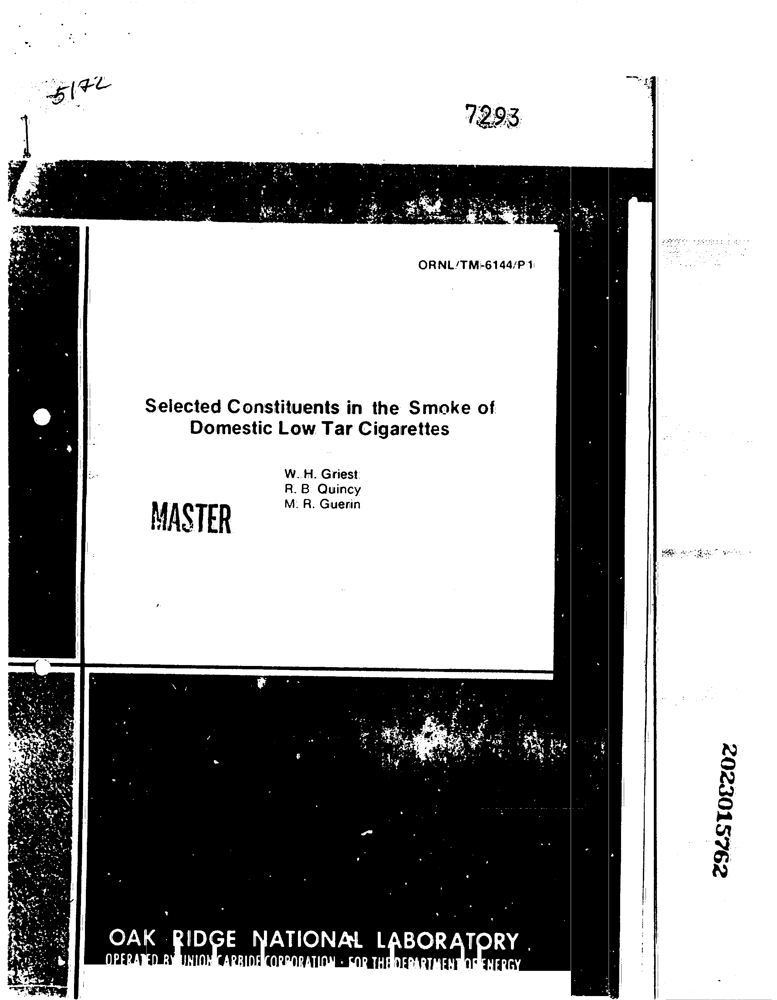 5172
7293
ORNL/TM-6144/P1
Selected Constituents in the Smoke of
Domestic Low Tar Cigarettes
W. H. Griest
R. B Quincy
M. R. Guerin
MASTER
2023015762
OAK RIDGE NATIONAL LABORATORY
OPERATED BY UNION CARBIDE CORPORATION · FOR THE DEPARTMENT OF ENERGY